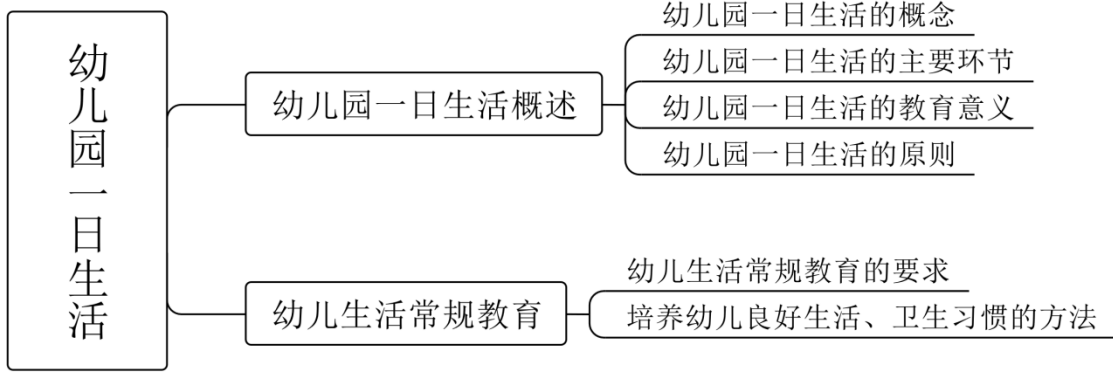 幼儿园一日生活
幼儿园一日生活概述
幼儿园一日生活的概念
幼儿园一日生活的主要环节
幼儿园一日生活的教育意义
幼儿园一日生活的原则
幼儿生活常规教育
幼儿生活常规教育的要求
培养幼儿良好生活、卫生习惯的方法